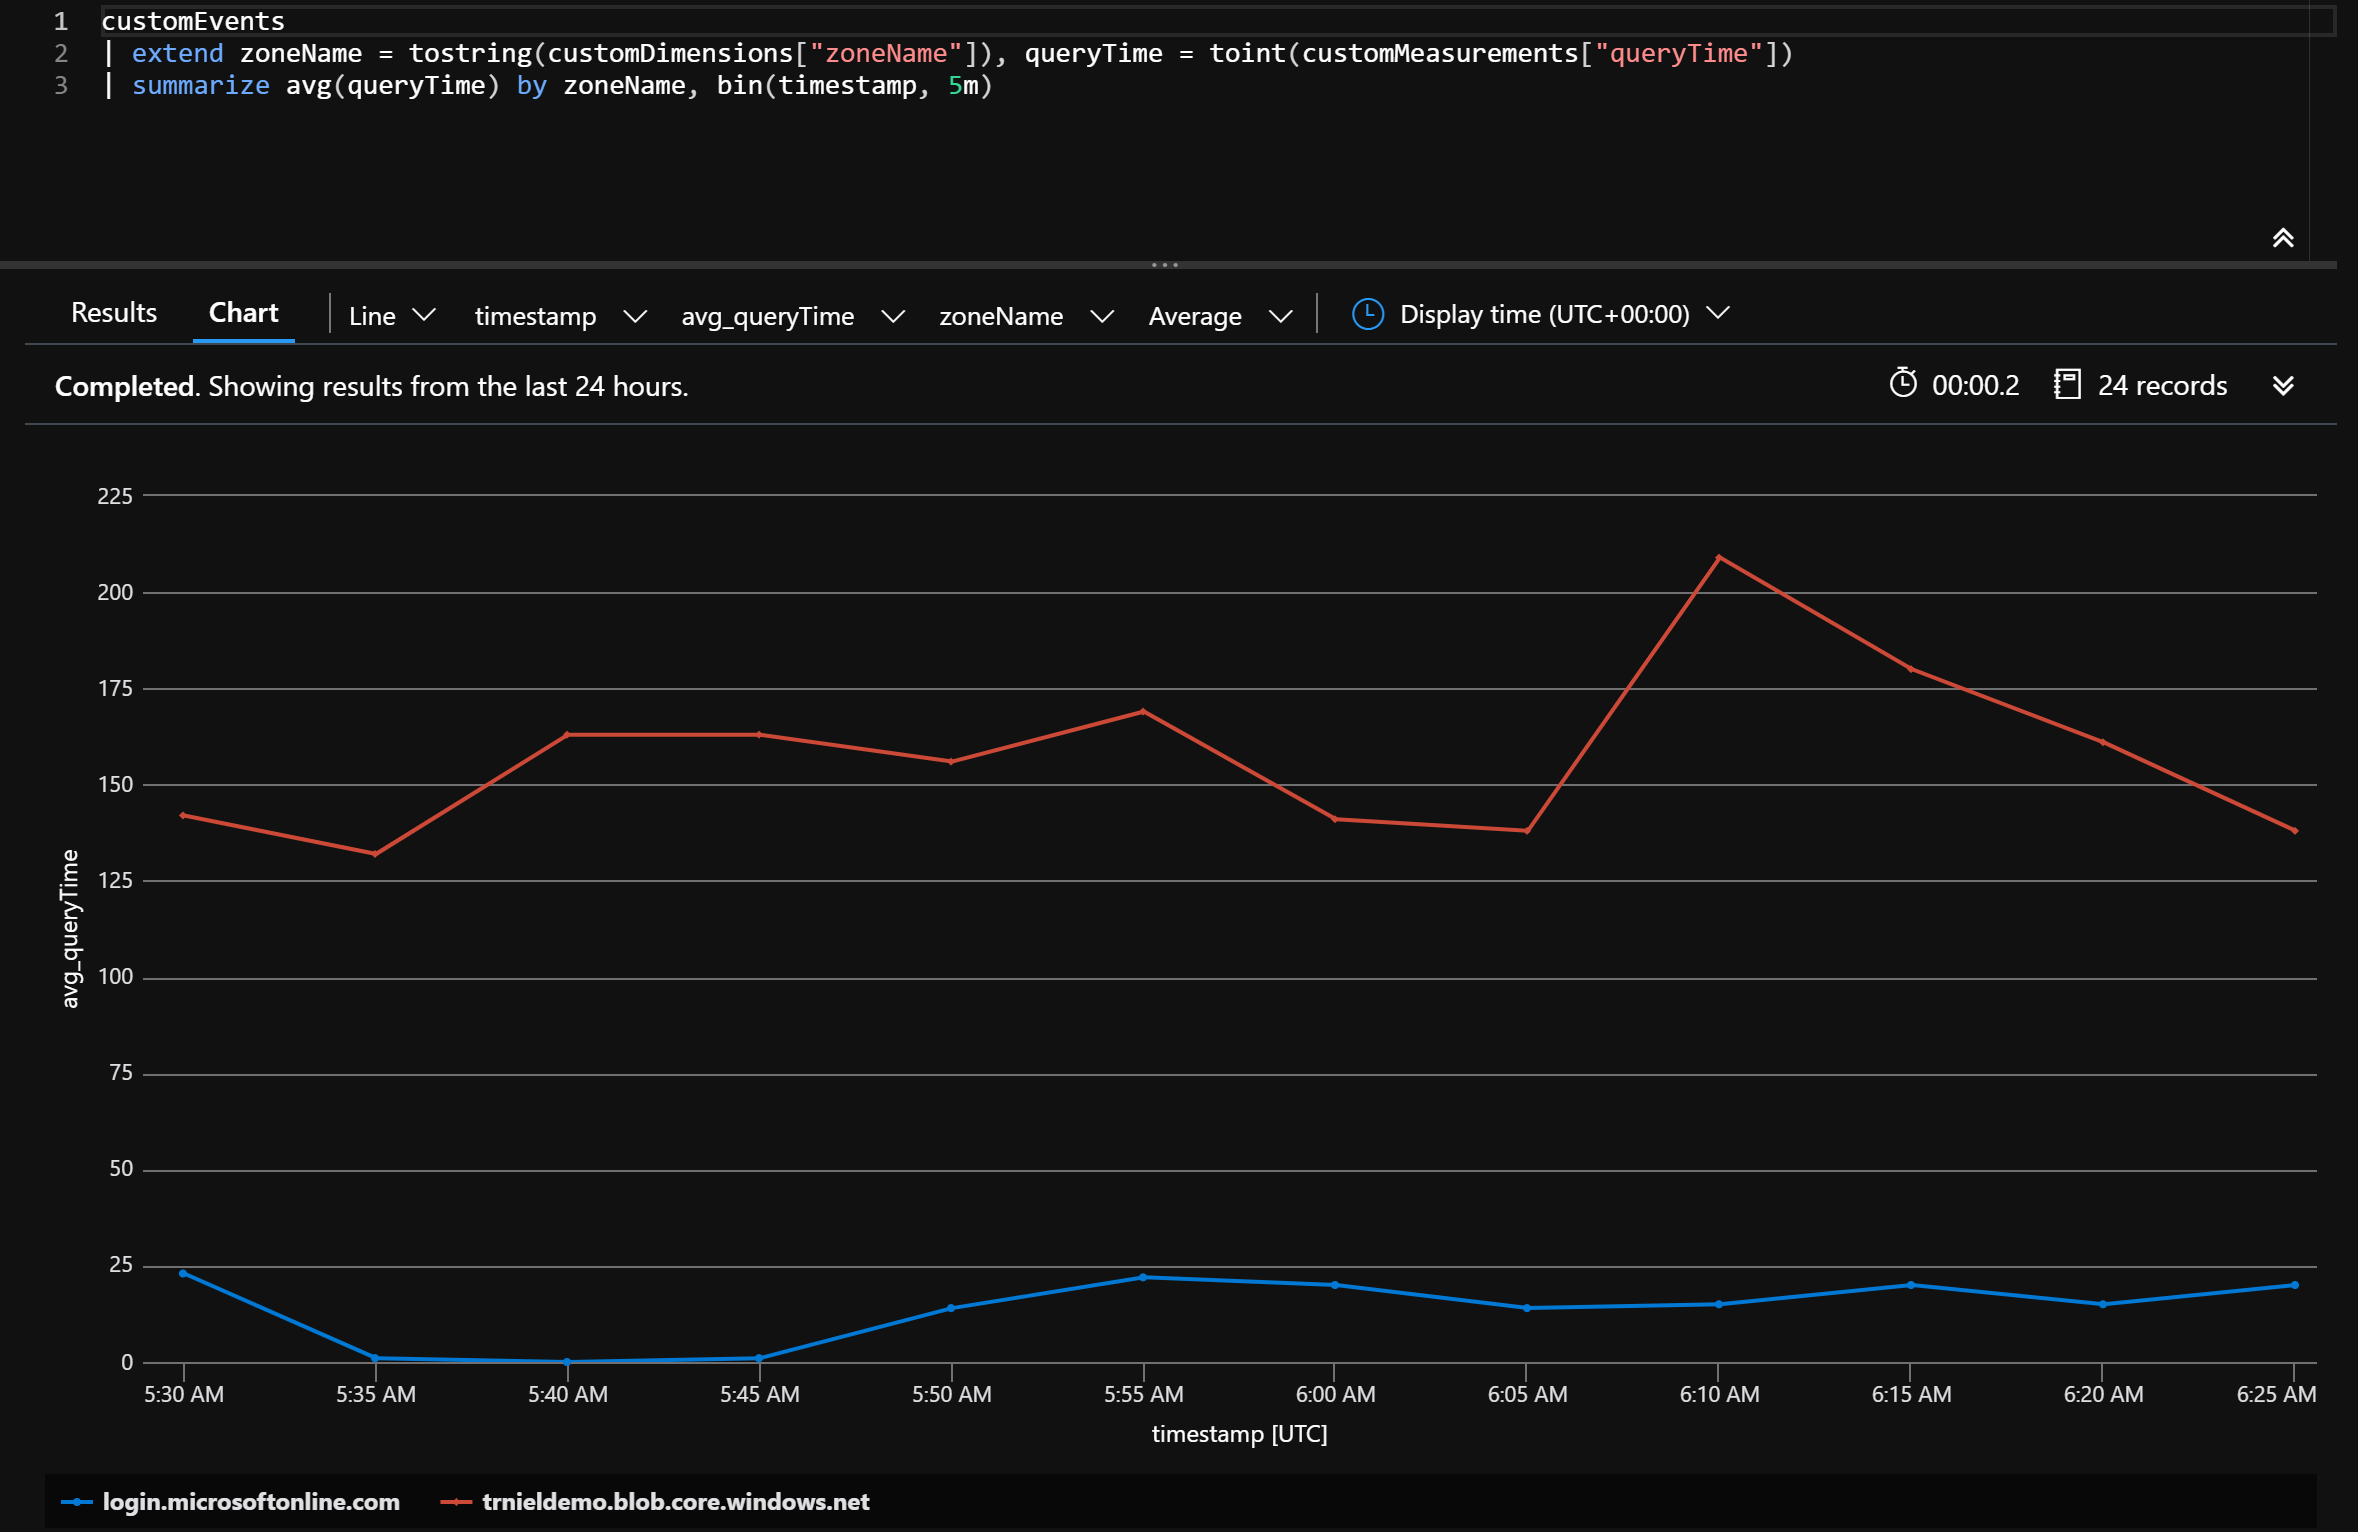 1 customEvents
2 | extend zoneName = tostring(customDimensions["zoneName"]), queryTime = toint(customMeasurements["queryTime"])
3 | summarize avg(queryTime) by zoneName, bin(timestamp, 5m)
Results Chart Line timestamp avg_queryTime zoneName Average Display time (UTC+00:00)
Completed. Showing results from the last 24 hours. 00:00.2 24 records
225
200
175
150
125
100
75
50
25
0
avg_queryTime
5:30 AM 5:35 AM 5:40 AM 5:45 AM 5:50 AM 5:55 AM 6:00 AM 6:05 AM 6:10 AM 6:15 AM 6:20 AM 6:25 AM
timestamp [UTC]
login.microsoftonline.com trnieldemo.blob.core.windows.net